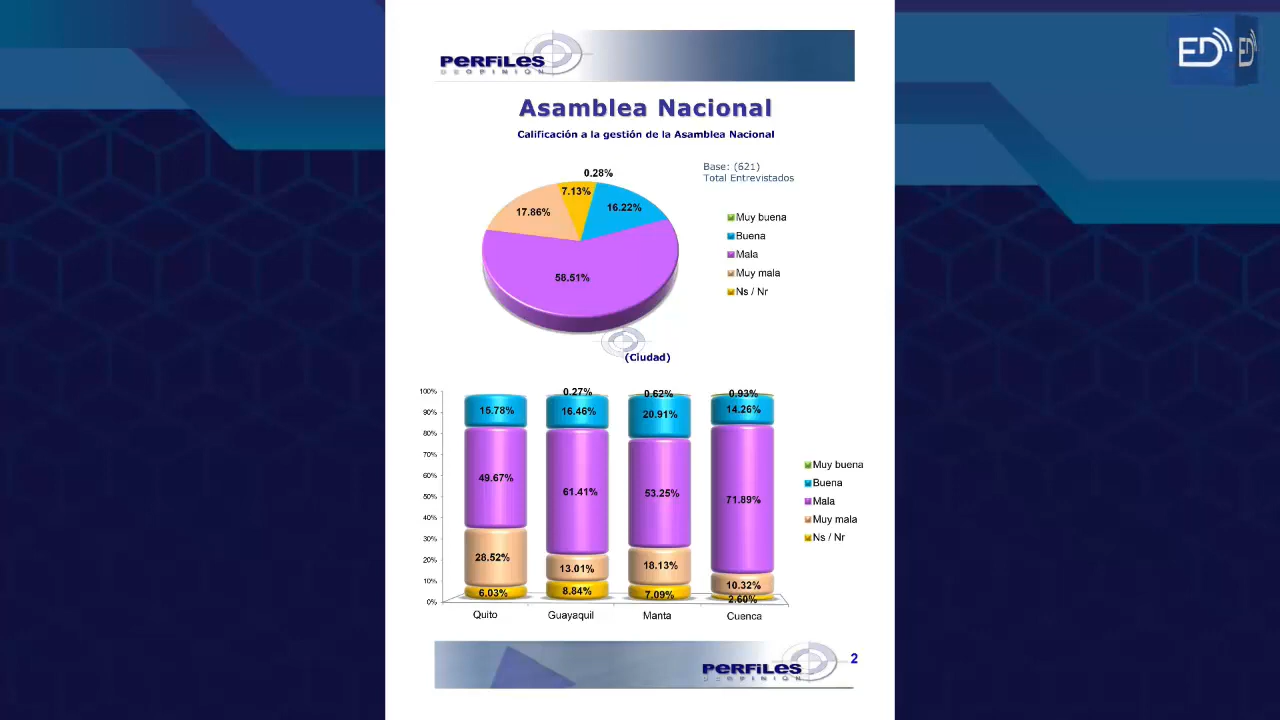 ED
ED
PERFiLES
DEOPINIÓN
Asamblea Nacional
Calificación a la gestión de la Asamblea Nacional
Base: (621)
Total Entrevistados
0.28%
7.13%
16.22%
17.86%
58.51%
Muy buena
Buena
Mala
Muy mala
Ns / Nr
(Ciudad)
100%
90%
80%
70%
60%
50%
40%
30%
20%
10%
0%
0.27%
0.62%
0.93%
15.78%
16.46%
20.91%
14.26%
49.67%
61.41%
53.25%
71.89%
28.52%
13.01%
18.13%
10.32%
6.03%
8.84%
7.09%
2.60%
Quito
Guayaquil
Manta
Cuenca
Muy buena
Buena
Mala
Muy mala
Ns / Nr
PERFiLES
DEOPINIÓN
2